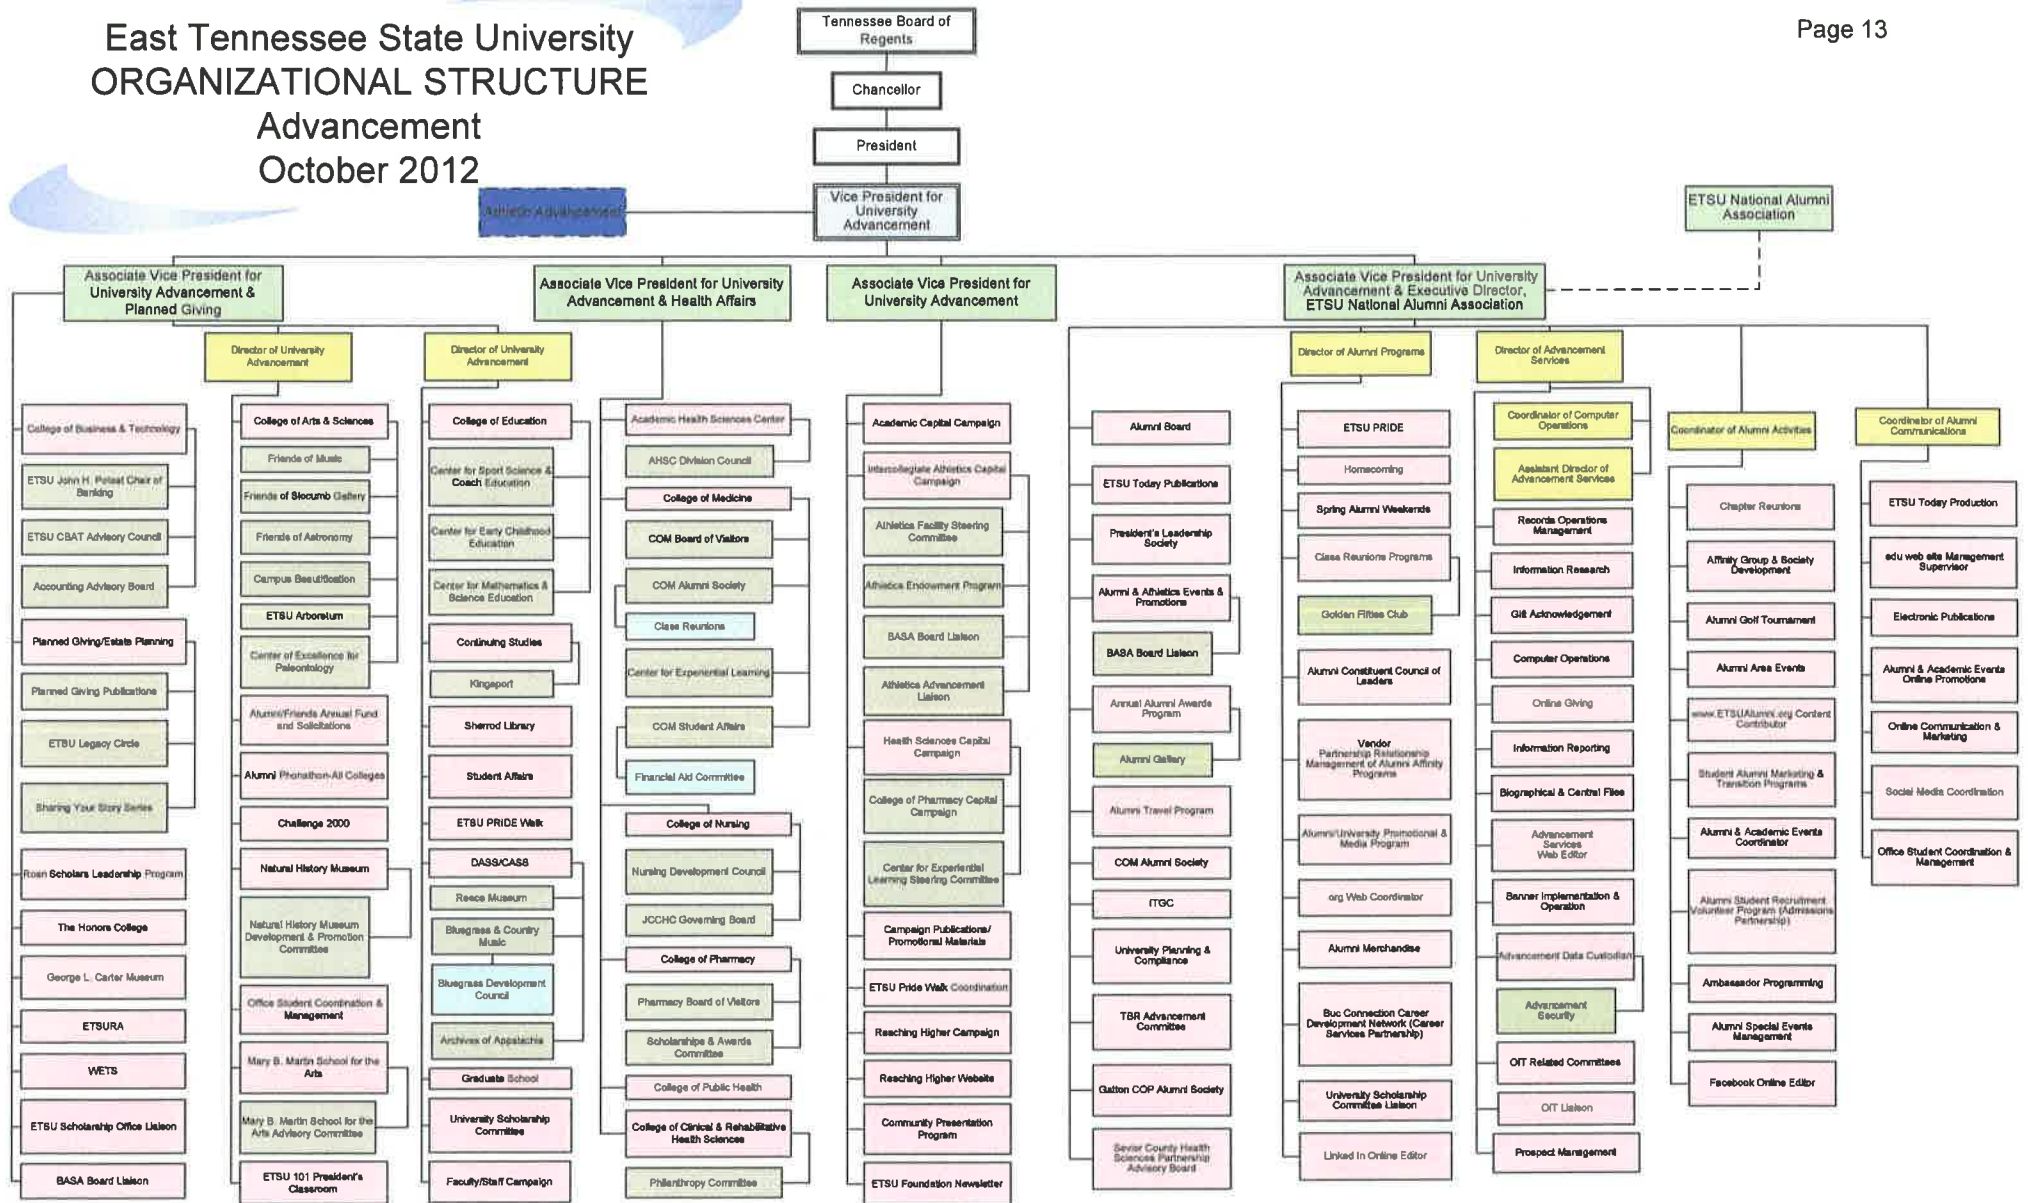 East Tennessee State University
ORGANIZATIONAL STRUCTURE
Advancement
October 2012
Page 13
Tennessee Board of
Regents
Chancellor
President
Vice President for
University
Advancement
Athletic Advancement
ETSU National Alumni
Association
Associate Vice President for
University Advancement &
Planned Giving
Associate Vice President for University
Advancement & Health Affairs
Associate Vice President for
University Advancement
Associate Vice President for University
Advancement & Executive Director,
ETSU National Alumni Association
Director of University
Advancement
Director of University
Advancement
Director of Alumni Programs
Director of Advancement
Services
College of Business & Technology
ETSU John H. Poteat Chair of
Banking
ETSU CBAT Advisory Council
Accounting Advisory Board
Planned Giving/Estate Planning
Planned Giving Publications
ETSU Legacy Circle
Sharing Your Story Series
Roan Scholars Leadership Program
The Honors College
George L. Carter Museum
ETSURA
WETS
ETSU Scholarship Office Liaison
BASA Board Liaison
College of Arts & Sciences
Friends of Music
Friends of Slocumb Gallery
Friends of Astronomy
Campus Beautification
ETSU Arboretum
Center of Excellence for
Paleontology
Alumni/Friends Annual Fund
and Solicitations
Alumni Phonathon-All Colleges
Challenge 2000
Natural History Museum
Natural History Museum
Development & Promotion
Committee
Office Student Coordination &
Management
Mary B. Martin School for the
Arts
Mary B. Martin School for the
Arts Advisory Committee
ETSU 101 President's
Classroom
College of Education
Center for Sport Science &
Coach Education
Center for Early Childhood
Education
Center for Mathematics &
Science Education
Continuing Studies
Kingsport
Sherrod Library
Student Affairs
ETSU PRIDE Walk
DASS/CASS
Reece Museum
Bluegrass & Country
Music
Bluegrass Development
Council
Archives of Appalachia
Graduate School
University Scholarship
Committee
Faculty/Staff Campaign
Academic Health Sciences Center
AHSC Division Council
College of Medicine
COM Board of Visitors
COM Alumni Society
Class Reunions
Center for Experiential Learning
COM Student Affairs
Financial Aid Committee
College of Nursing
Nursing Development Council
JCCHC Governing Board
College of Pharmacy
Pharmacy Board of Visitors
Scholarships & Awards
Committee
College of Public Health
College of Clinical & Rehabilitative
Health Sciences
Philanthropy Committee
Academic Capital Campaign
Intercollegiate Athletics Capital
Campaign
Athletics Facility Steering
Committee
Athletics Endowment Program
BASA Board Liaison
Athletics Advancement
Liaison
Health Sciences Capital
Campaign
College of Pharmacy Capital
Campaign
Center for Experiential
Learning Steering Committee
Campaign Publications/
Promotional Materials
ETSU Pride Walk Coordination
Reaching Higher Campaign
Reaching Higher Website
Community Presentation
Program
ETSU Foundation Newsletter
Alumni Board
ETSU Today Publications
President's Leadership
Society
Alumni & Athletics Events &
Promotions
BASA Board Liaison
Annual Alumni Awards
Program
Alumni Gallery
Alumni Travel Program
COM Alumni Society
ITGC
University Planning &
Compliance
TBR Advancement
Committee
Gatton COP Alumni Society
Sevier County Health
Sciences Partnership
Advisory Board
ETSU PRIDE
Homecoming
Spring Alumni Weekends
Class Reunions Programs
Golden Fifties Club
Alumni Constituent Council of
Leaders
Vendor
Partnership Relationship
Management of Alumni Affinity
Programs
Alumni/University Promotional &
Media Program
org Web Coordinator
Alumni Merchandise
Buc Connection Career
Development Network (Career
Services Partnership)
University Scholarship
Committee Liaison
Linked In Online Editor
Coordinator of Computer
Operations
Assistant Director of
Advancement Services
Records Operations
Management
Information Research
Gift Acknowledgement
Computer Operations
Online Giving
Information Reporting
Biographical & Central Files
Advancement
Services
Web Editor
Banner Implementation &
Operation
Advancement Data Custodian
Advancement
Security
OIT Related Committees
OIT Liaison
Prospect Management
Coordinator of Alumni Activities
Chapter Reunions
Affinity Group & Society
Development
Alumni Golf Tournament
Alumni Area Events
www.ETSUAlumni.org Content
Contributor
Student Alumni Marketing &
Transition Programs
Alumni & Academic Events
Coordinator
Alumni Student Recruitment
Volunteer Program (Admissions
Partnership)
Ambassador Programming
Alumni Special Events
Management
Facebook Online Editor
Coordinator of Alumni
Communications
ETSU Today Production
edu web site Management
Supervisor
Electronic Publications
Alumni & Academic Events
Online Promotions
Online Communication &
Marketing
Social Media Coordination
Office Student Coordination &
Management